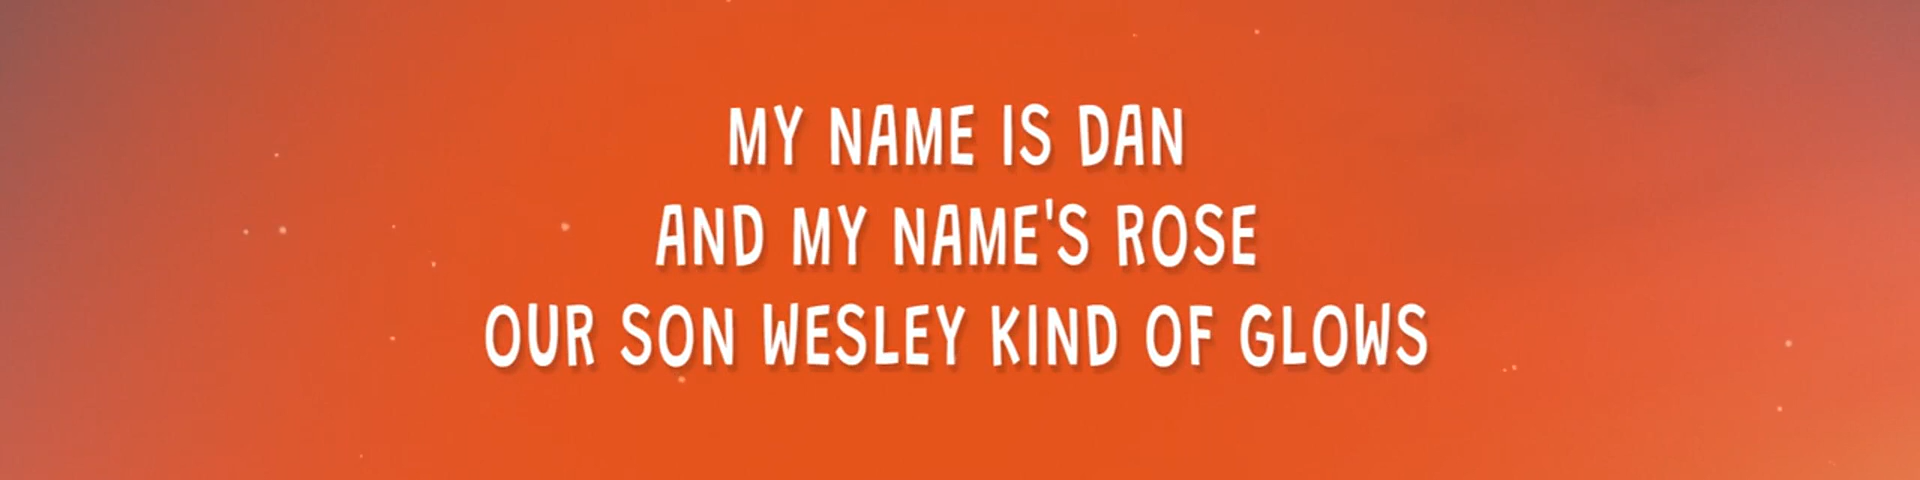 MY NAME IS DAN
AND MY NAME'S ROSE
OUR SON WESLEY KIND OF GLOWS